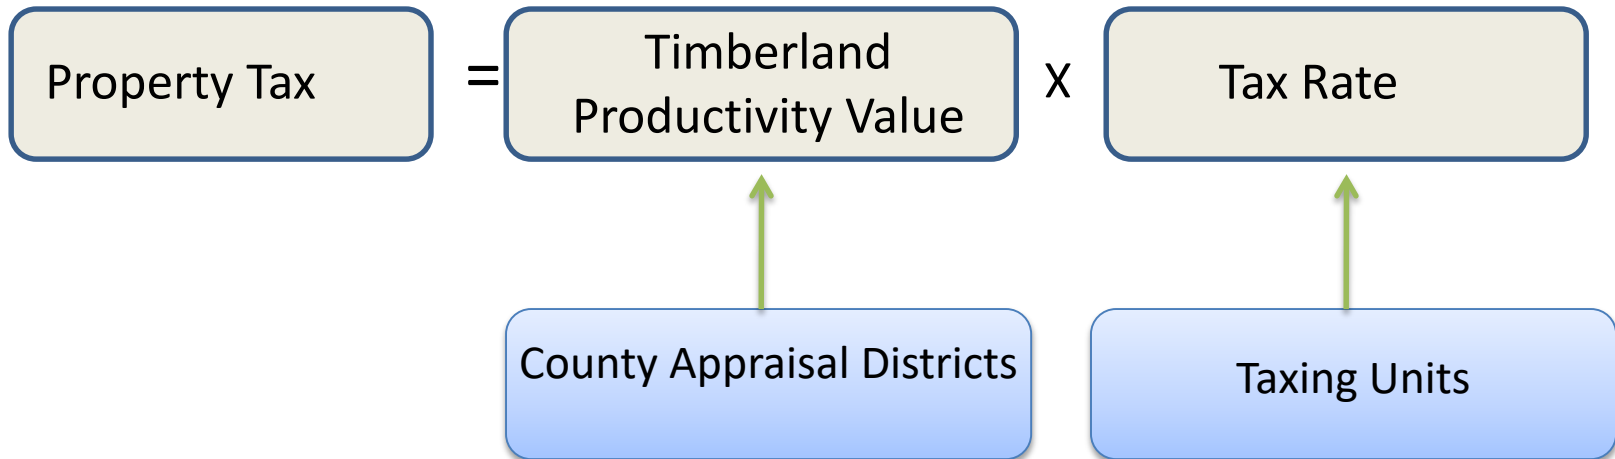 Property Tax
=
Timberland
Productivity Value
X
Tax Rate
County Appraisal Districts
Taxing Units